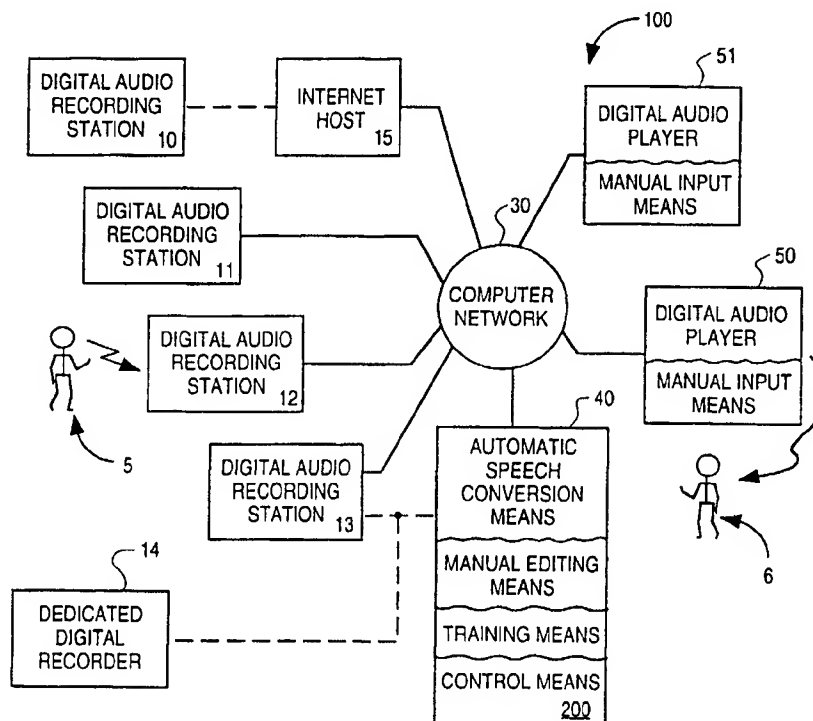 100
DIGITAL AUDIO
RECORDING
STATION 10
INTERNET
HOST 15
51
DIGITAL AUDIO
PLAYER
MANUAL INPUT
MEANS
DIGITAL AUDIO
RECORDING
STATION 11
30
COMPUTER
NETWORK
50
DIGITAL AUDIO
PLAYER
MANUAL INPUT
MEANS
5
DIGITAL AUDIO
RECORDING
STATION 12
DIGITAL AUDIO
RECORDING
STATION 13
40
AUTOMATIC
SPEECH
CONVERSION
MEANS
MANUAL EDITING
MEANS
TRAINING MEANS
CONTROL MEANS
200
6
14
DEDICATED
DIGITAL
RECORDER